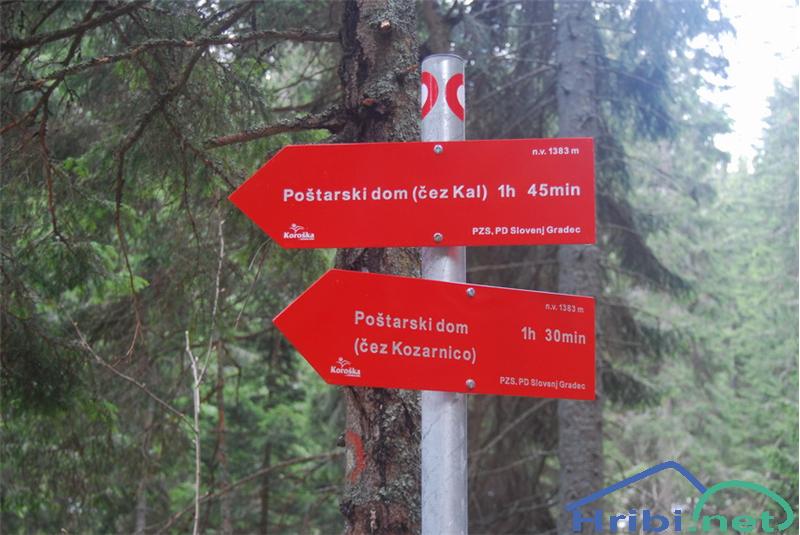 n.v. 1383 m
Poštarski dom (čez Kal) 1h 45min
Koroška
PZS, PD Slovenj Gradec
n.v. 1383 m
Poštarski dom 1h 30min
(čez Kozarnico)
Koroška
PZS, PD Slovenj Gradec
Hribi.net